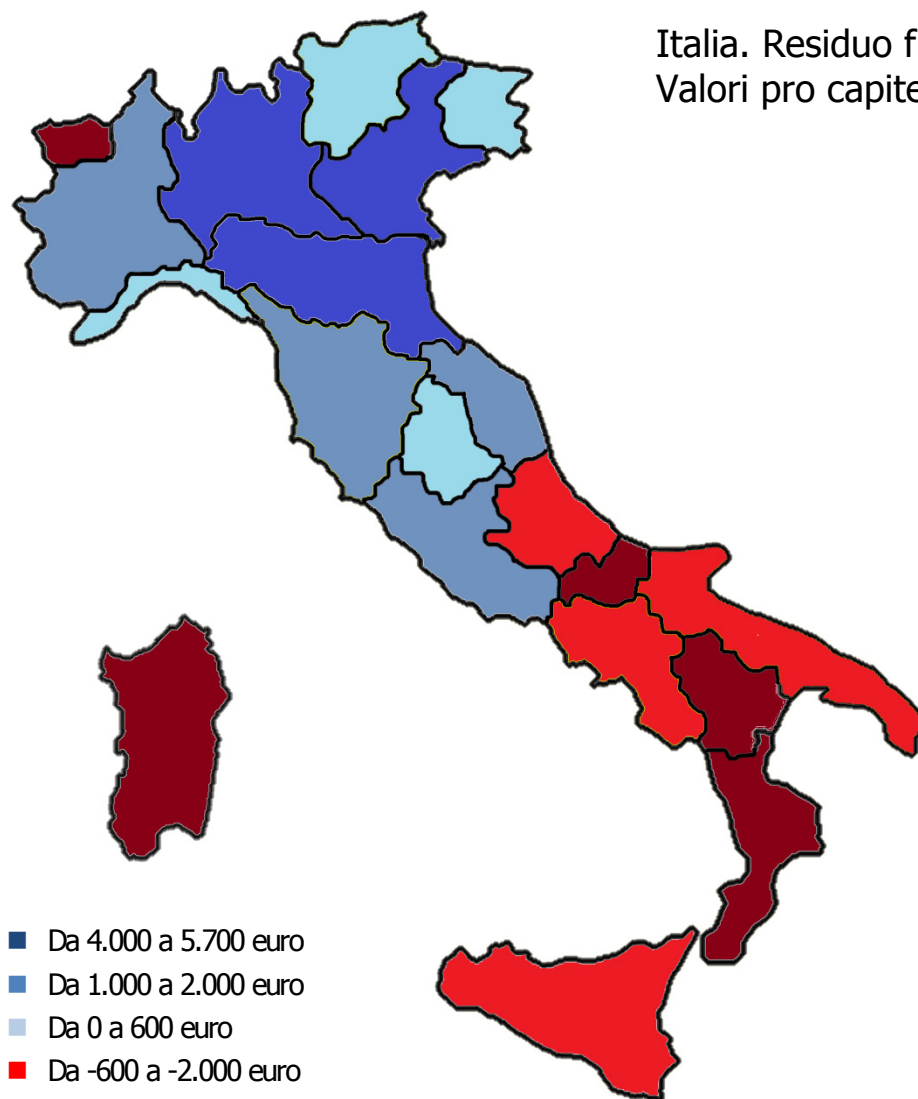 Italia. Residuo f
Valori pro capite
Da 4.000 a 5.700 euro
Da 1.000 a 2.000 euro
Da 0 a 600 euro
Da -600 a -2.000 euro